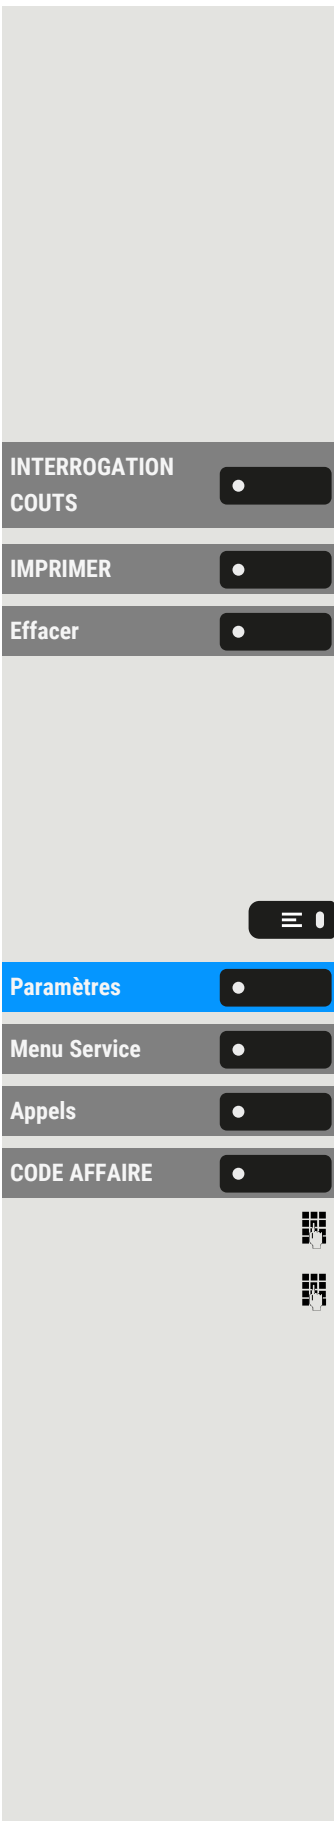 INTERROGATION
COUTS
IMPRIMER
Effacer
Paramètres
Menu Service
Appels
CODE AFFAIRE